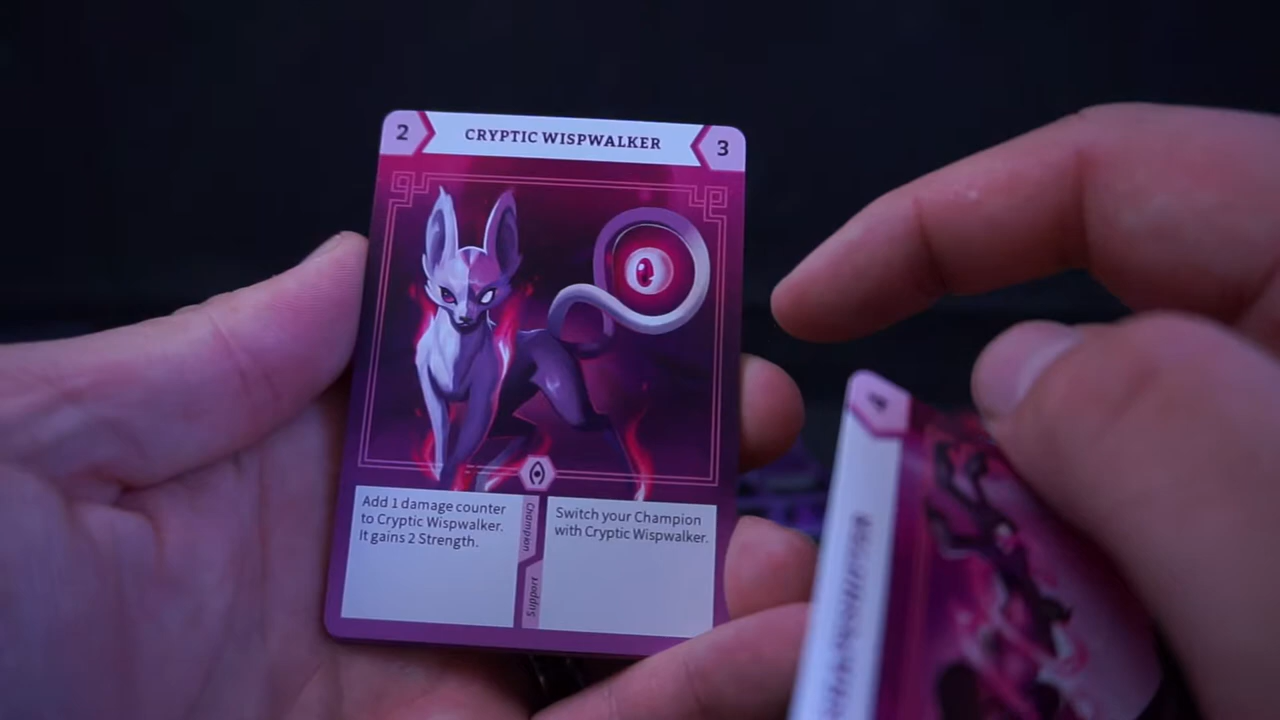 2
CRYPTIC WISPWALKER
3
Add 1 damage counter
to Cryptic Wispwalker.
It gains 2 Strength.
Champion
Support
Switch your Champion
with Cryptic Wispwalker.
4